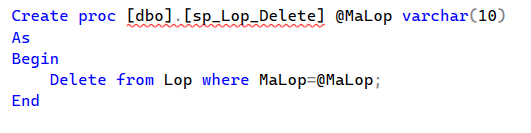 Create proc [dbo].[sp_Lop_Delete] @MaLop varchar(10)
As
Begin
    Delete from Lop where MaLop=@MaLop;
End